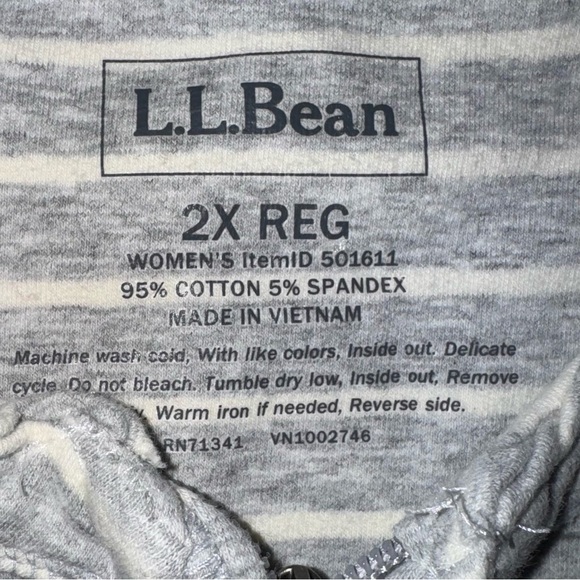 L.L.Bean
2X REG
WOMEN'S ItemID 501611
95% COTTON 5% SPANDEX
MADE IN VIETNAM
Machine wash cold, With like colors, Inside out. Delicate
cycle. Do not bleach. Tumble dry low, Inside out, Remove
Warm iron if needed, Reverse side.
RN71341 VN1002746